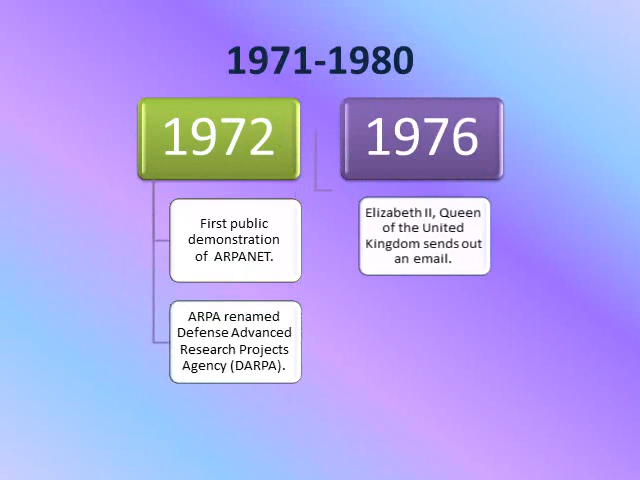 1971-1980
1972
First public
demonstration
of ARPANET.
ARPA renamed
Defense Advanced
Research Projects
Agency (DARPA).
1976
Elizabeth II, Queen
of the United
Kingdom sends out
an email.